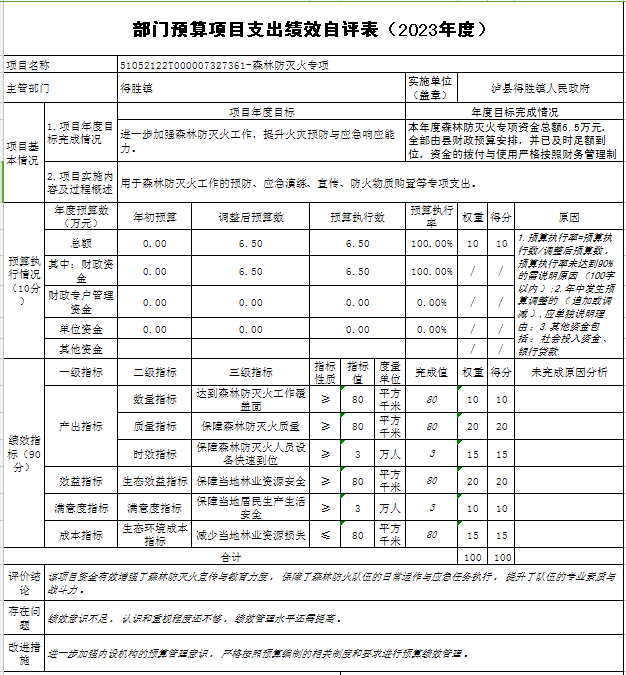 部门预算项目支出绩效自评表（2023年度）
项目名称 51052122T000007327361-森林防灭火专项
主管部门 得胜镇 实施单位（盖章） 泸县得胜镇人民政府
项目基本情况 1.项目年度目标完成情况 项目年度目标 年度目标完成情况
进一步加强森林防灭火工作，提升火灾预防与应急响应能力。
本年度森林防灭火专项资金总额6.5万元，全部由县财政预算安排，并已及时足额到位，资金的拨付与使用严格按照财务管理制
2.项目实施内容及过程概述 用于森林防灭火工作的预防、应急演练、宣传、防火物质购置等专项支出。
预算执行情况（10分） 年度预算数（万元） 年初预算 调整后预算数 预算执行数 预算执行率 权重 得分 原因
总额 0.00 6.50 6.50 100.00% 10 10
其中：财政资金 0.00 6.50 6.50 100.00% / /
财政专户管理资金 0.00 0.00 0.00 0.00% / /
单位资金 0.00 0.00 0.00 0.00% / /
其他资金 / /
1.预算执行率=预算执行数/调整后预算数，预算执行率未达到90%的需说明原因（100字以内）；2.年中发生预算调整的（追加或调减），应单独说明理由；3.其他资金包括：社会投入资金、银行贷款.
绩效指标（90分） 一级指标 二级指标 三级指标 指标性质 指标值 度量单位 完成值 权重 得分 未完成原因分析
产出指标 数量指标 达到森林防灭火工作覆盖面 ≥ 80 平方千米 80 10 10
质量指标 保障森林防灭火质量 ≥ 80 平方千米 80 20 20
时效指标 保障森林防灭火人员设备快速到位 ≥ 3 万人 3 15 15
效益指标 生态效益指标 保障当地林业资源安全 ≥ 80 平方千米 80 20 20
满意度指标 满意度指标 保障当地居民生产生活安全 ≥ 3 万人 3 10 10
成本指标 生态环境成本指标 减少当地林业资源损失 ≤ 80 平方千米 80 15 15
合计 100 100
评价结论 该项目资金有效增强了森林防灭火宣传与教育力度，保障了森林防火队伍的日常运作与应急任务执行，提升了队伍的专业素质与战斗力。
存在问题 绩效意识不足，认识和重视程度还不够，绩效管理水平还需提高。
改进措施 进一步加强内设机构的预算管理意识，严格按照预算编制的相关制度和要求进行预算绩效管理。